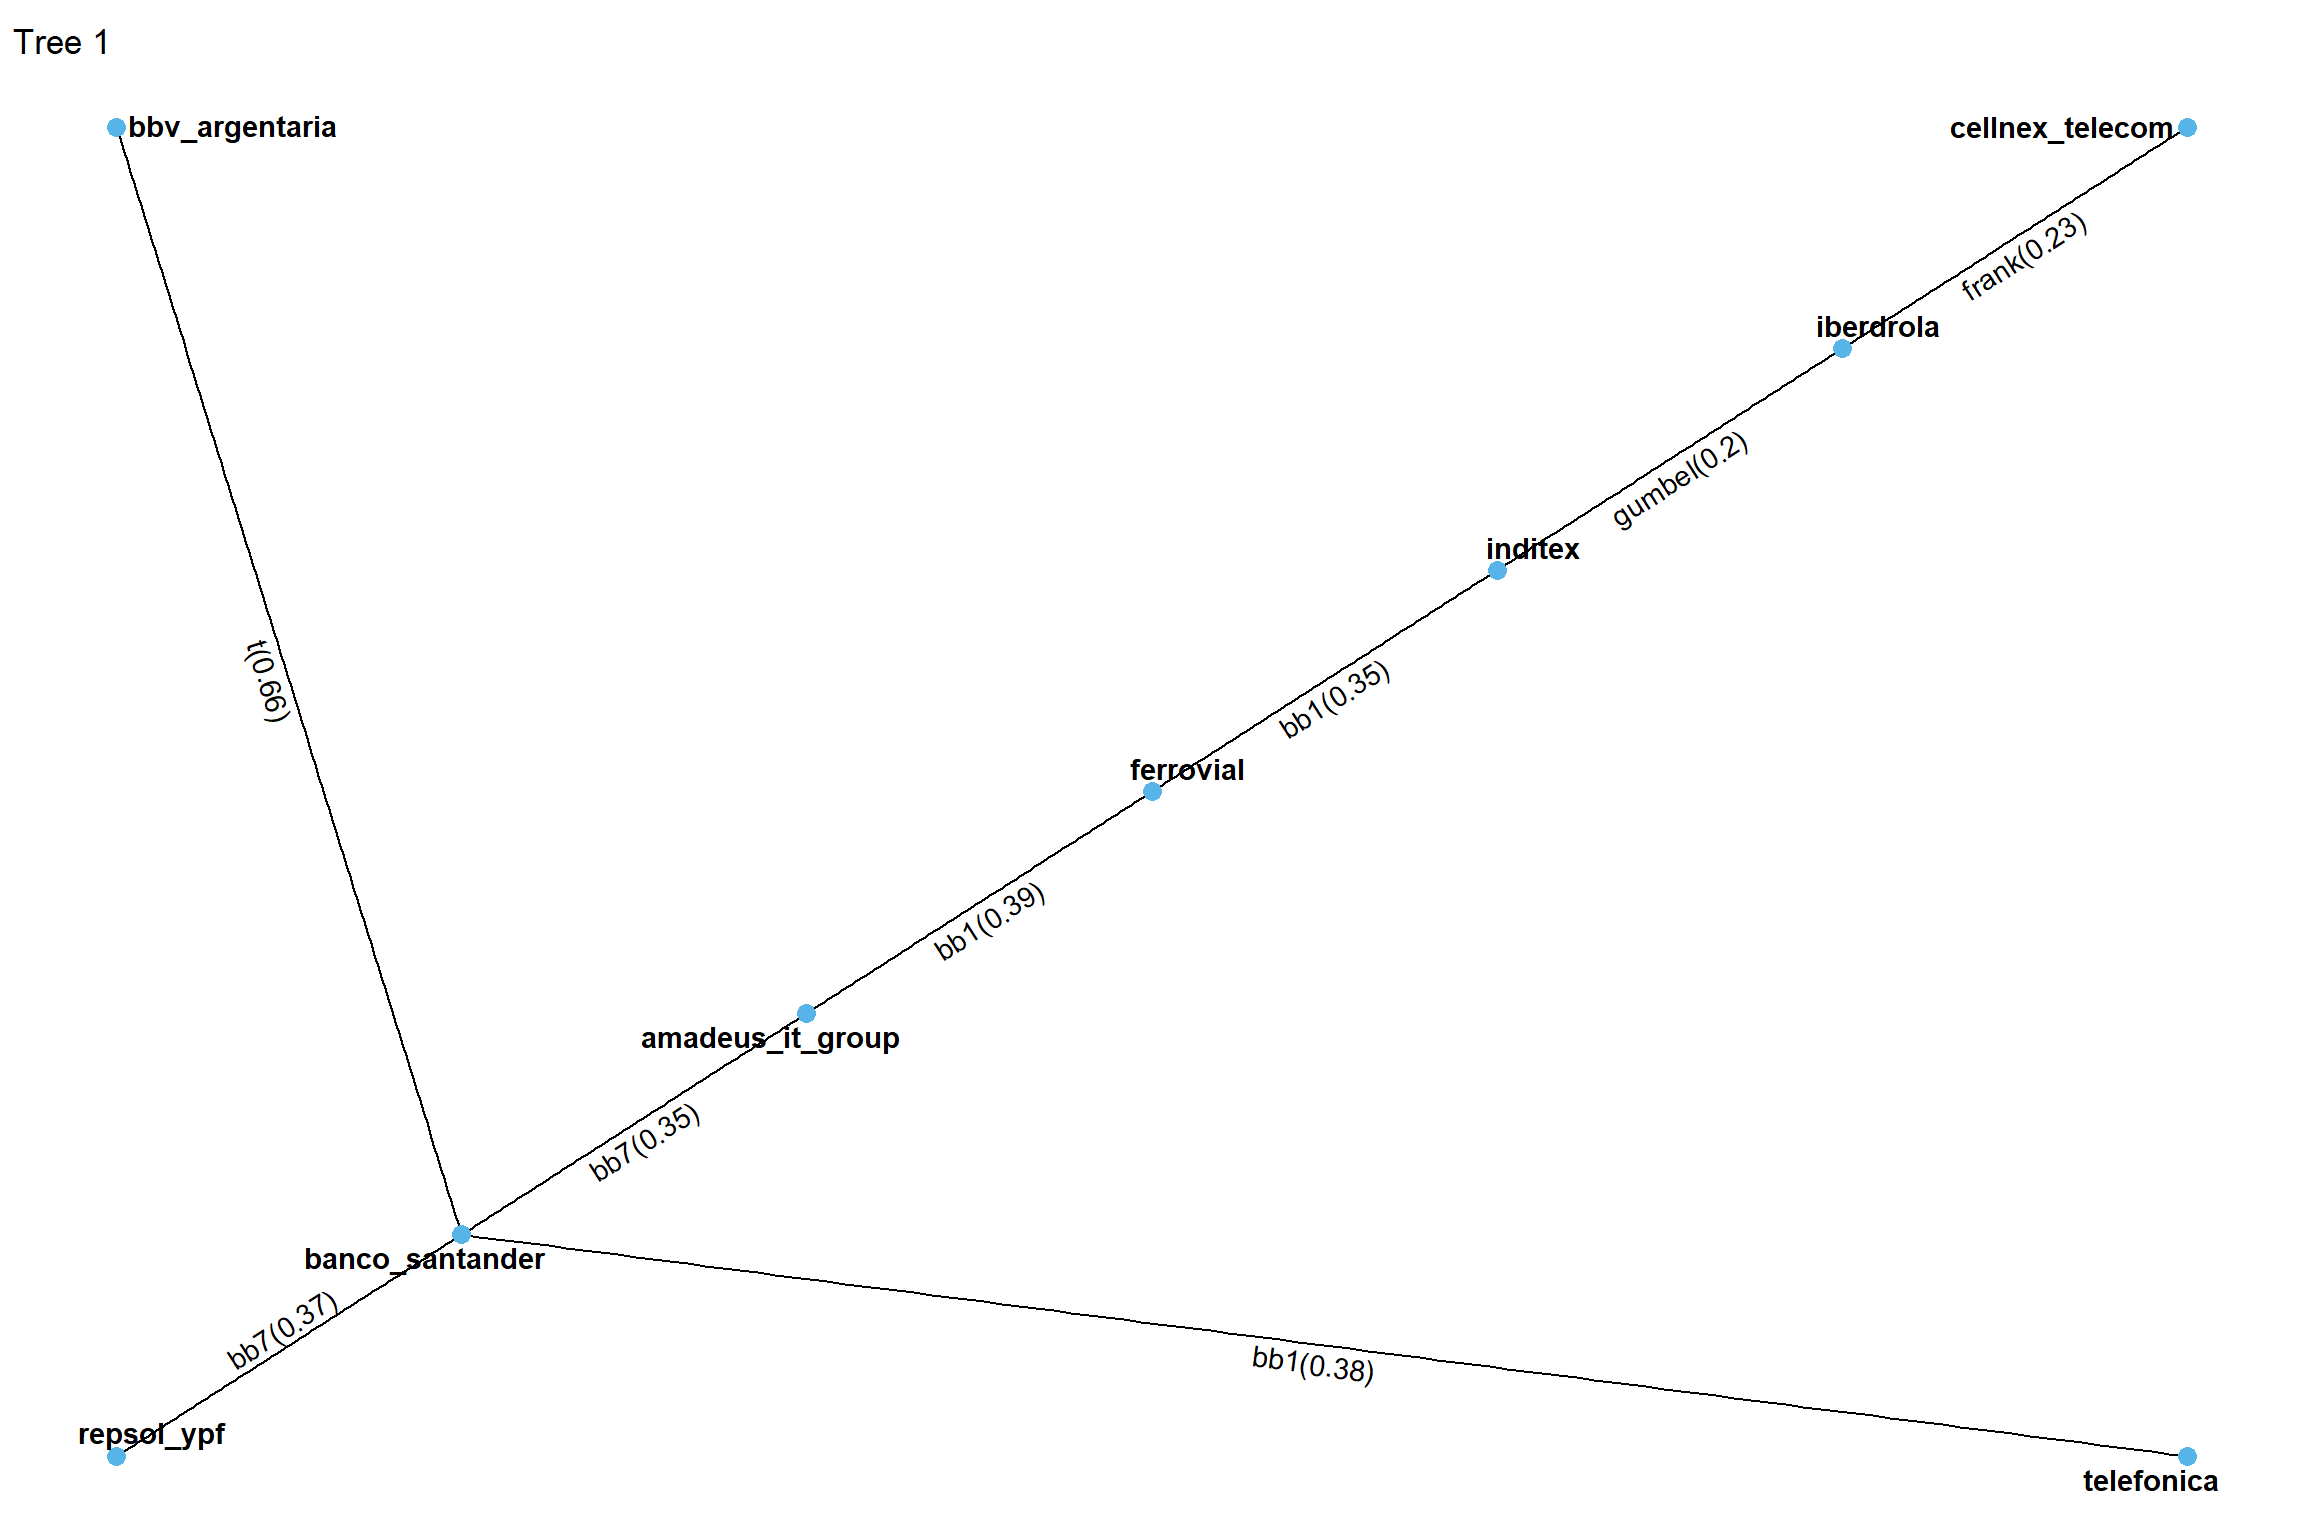 Tree 1
bbv_argentaria
cellnex_telecom
frank(0.23)
iberdrola
gumbel(0.2)
inditex
t(0.66)
bb1(0.35)
ferrovial
bb1(0.39)
amadeus_it_group
bb7(0.35)
banco_santander
bb7(0.37)
bb1(0.38)
repsol_ypf
telefonica